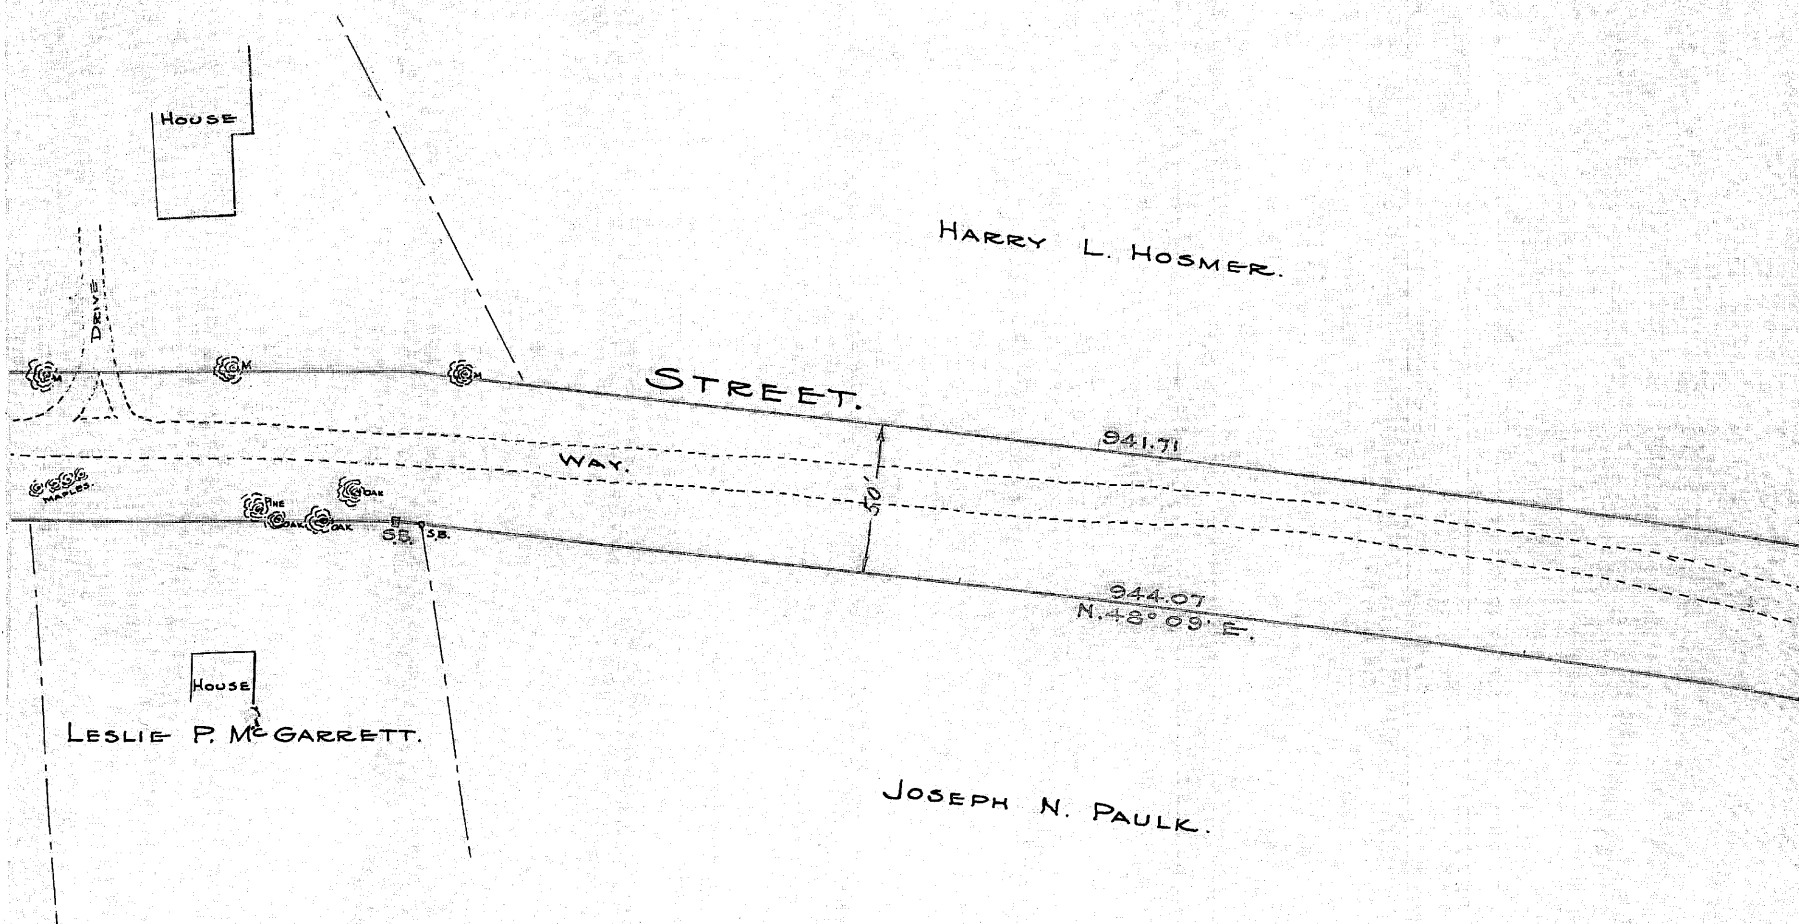 HOUSE
HARRY L. HOSMER.
DRIVE
M
M
M
STREET.
941.71
WAY.
50'
MAPLES.
PINE
OAK
OAK
OAK
S.B.
S.B.
944.07
N.48° 09' E.
HOUSE
LESLIE P. McGARRETT.
JOSEPH N. PAULK.